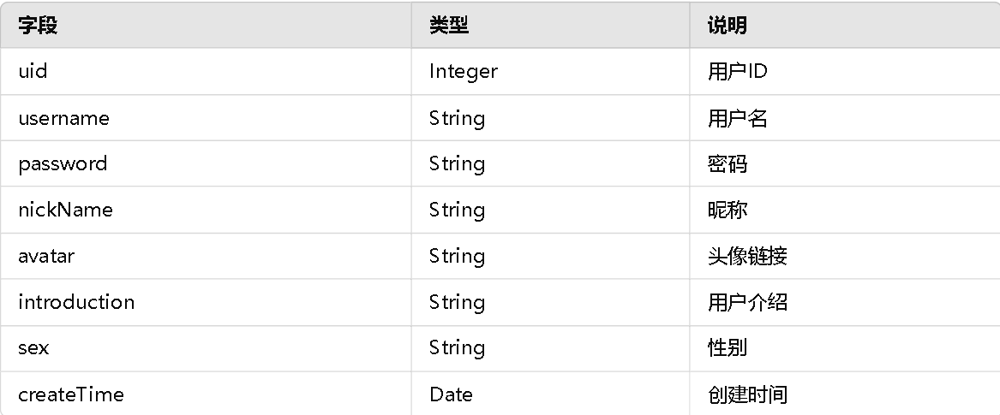 字段 类型 说明
uid Integer 用户ID
username String 用户名
password String 密码
nickName String 昵称
avatar String 头像链接
introduction String 用户介绍
sex String 性别
createTime Date 创建时间